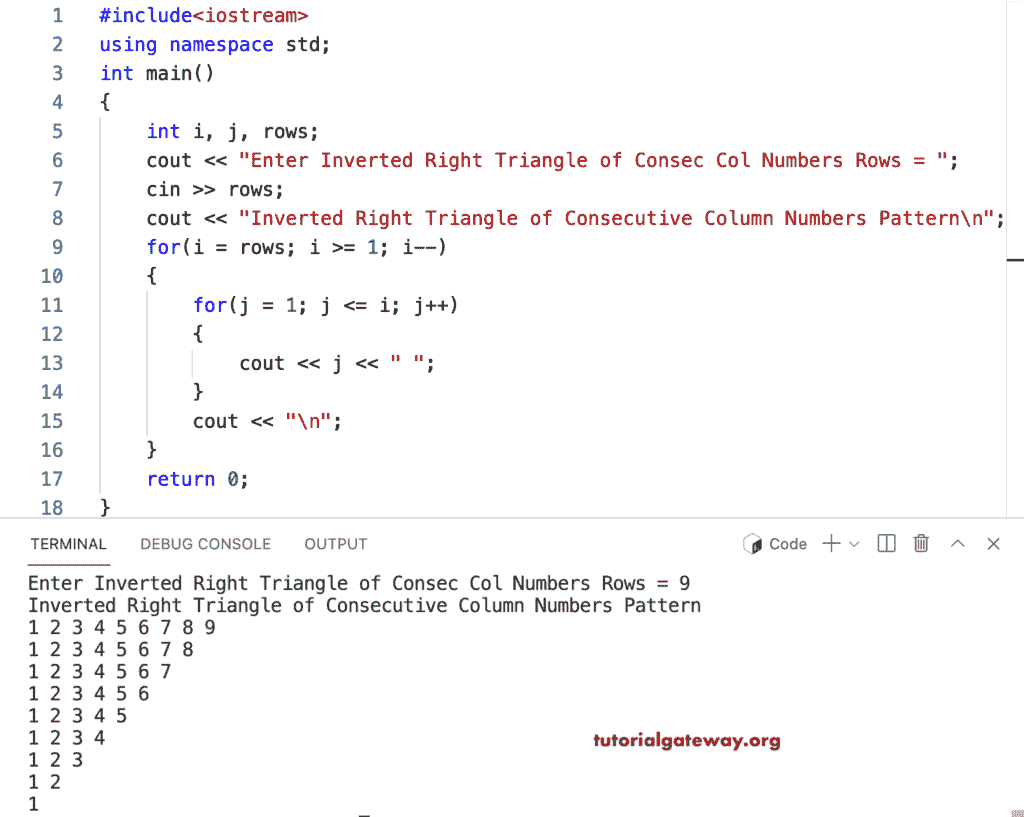 1 #include<iostream>
2 using namespace std;
3 int main()
4 {
5     int i, j, rows;
6     cout << "Enter Inverted Right Triangle of Consec Col Numbers Rows = ";
7     cin >> rows;
8     cout << "Inverted Right Triangle of Consecutive Column Numbers Pattern\n";
9     for(i = rows; i >= 1; i--)
10     {
11         for(j = 1; j <= i; j++)
12         {
13             cout << j << " ";
14         }
15         cout << "\n";
16     }
17     return 0;
18 }
TERMINAL DEBUG CONSOLE OUTPUT Code
Enter Inverted Right Triangle of Consec Col Numbers Rows = 9
Inverted Right Triangle of Consecutive Column Numbers Pattern
1 2 3 4 5 6 7 8 9
1 2 3 4 5 6 7 8
1 2 3 4 5 6 7
1 2 3 4 5 6
1 2 3 4 5
1 2 3 4
1 2 3
1 2
1
tutorialgateway.org